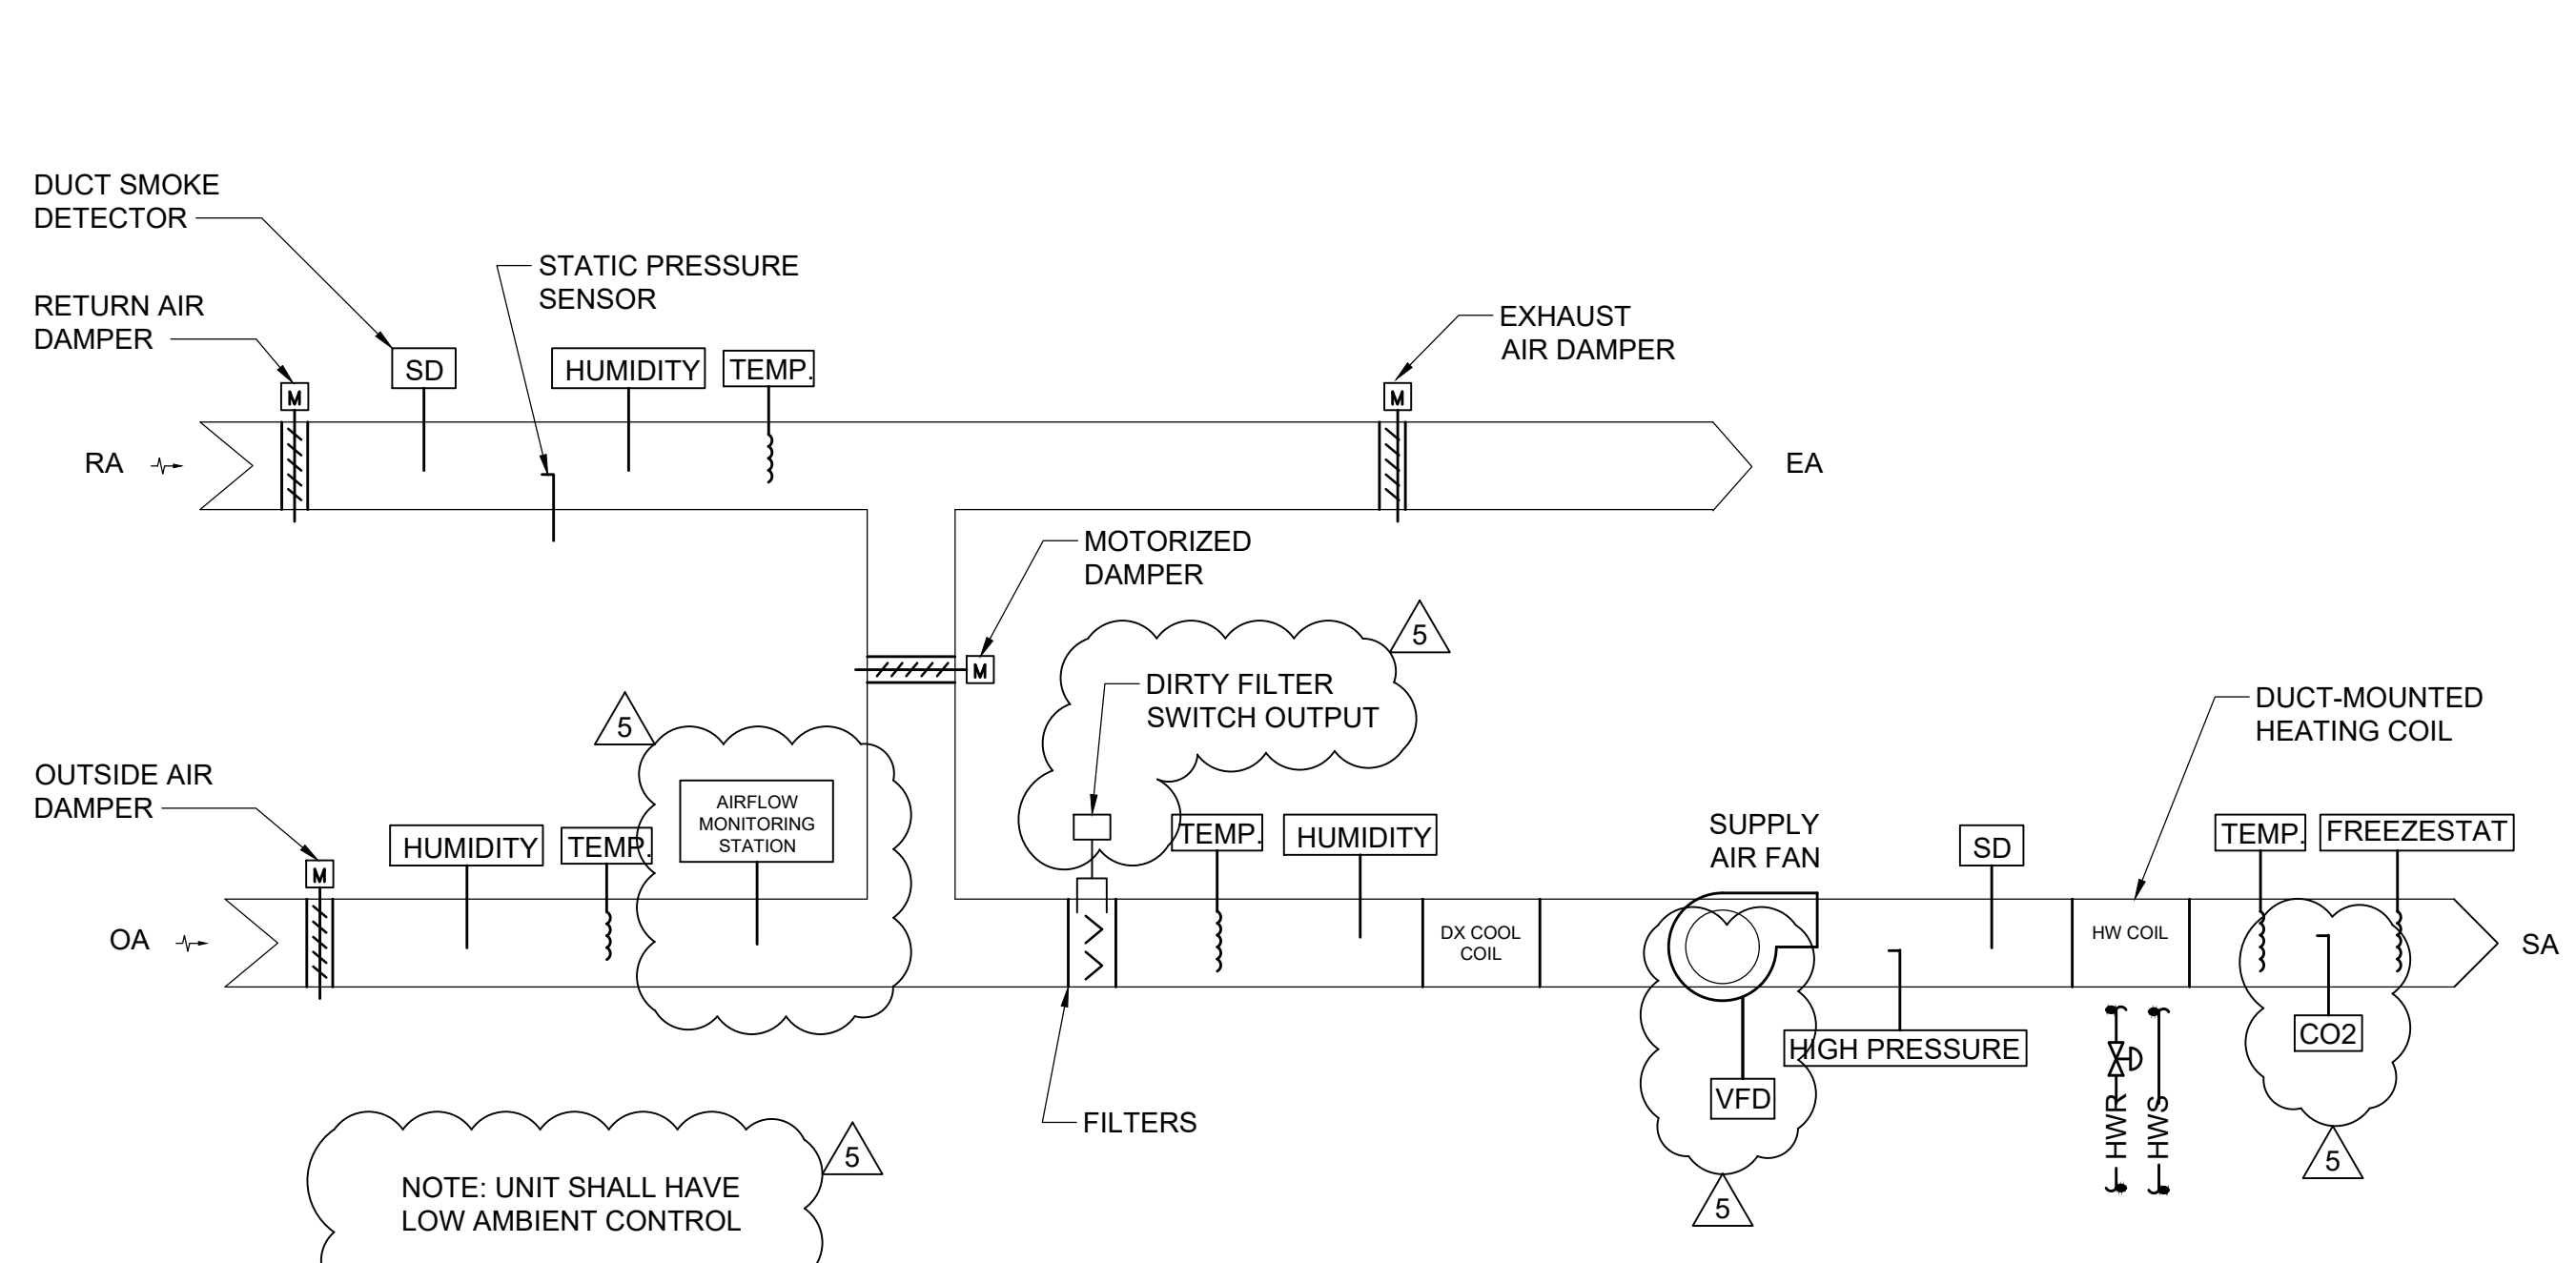 DUCT SMOKE
DETECTOR
STATIC PRESSURE
SENSOR
RETURN AIR
DAMPER
EXHAUST
AIR DAMPER
SD
HUMIDITY
TEMP.
M
M
RA
EA
MOTORIZED
DAMPER
M
5
DIRTY FILTER
SWITCH OUTPUT
5
DUCT-MOUNTED
HEATING COIL
OUTSIDE AIR
DAMPER
AIRFLOW
MONITORING
STATION
HUMIDITY
TEMP.
M
TEMP.
HUMIDITY
SUPPLY
AIR FAN
SD
TEMP.
FREEZESTAT
OA
DX COOL
COIL
HW COIL
SA
HIGH PRESSURE
CO2
VFD
HWR
HWS
FILTERS
5
5
5
NOTE: UNIT SHALL HAVE
LOW AMBIENT CONTROL